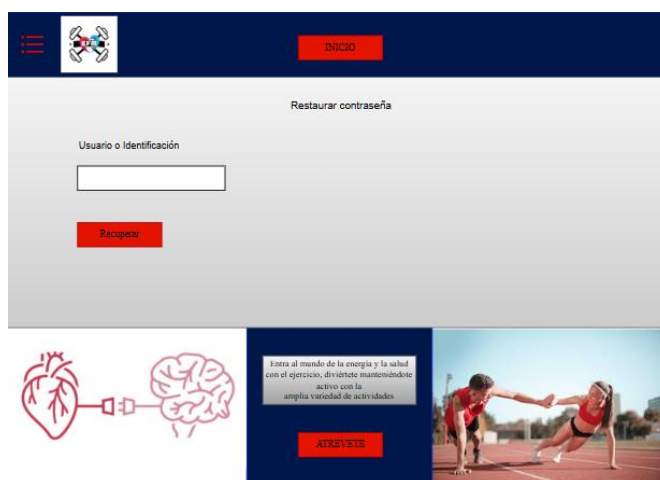 INICIO
Restaurar contraseña
Usuario o Identificación
Recuperar
Entra al mundo de la energía y la salud
con el ejercicio, diviértete manteniéndote
activo con la
amplia variedad de actividades
ATREVETE